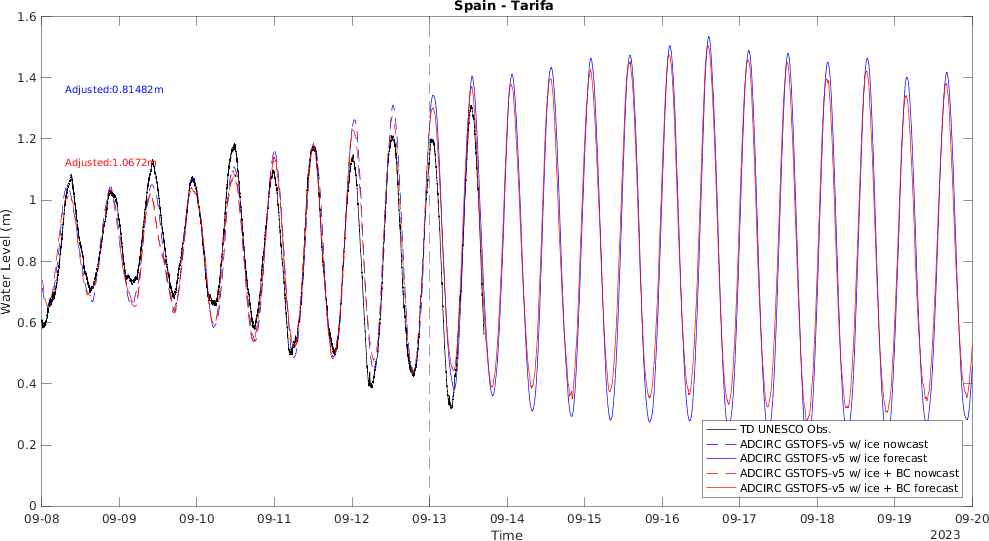 Spain - Tarifa
1.6
1.4
1.2
1
0.8
0.6
0.4
0.2
0
Water Level (m)
Adjusted:0.81482m
Adjusted:1.0672m
TD UNESCO Obs.
ADCIRC GSTOFS-v5 w/ ice nowcast
ADCIRC GSTOFS-v5 w/ ice forecast
ADCIRC GSTOFS-v5 w/ ice + BC nowcast
ADCIRC GSTOFS-v5 w/ ice + BC forecast
09-08 09-09 09-10 09-11 09-12 09-13 09-14 09-15 09-16 09-17 09-18 09-19 09-20
Time
2023